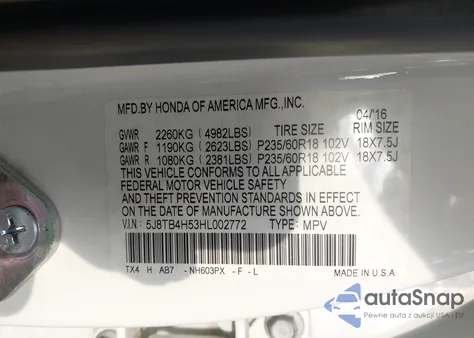 MFD.BY HONDA OF AMERICA MFG.,INC.
04/'16
GVWR 2260KG ( 4982LBS) TIRE SIZE RIM SIZE
GAWR F 1190KG ( 2623LBS) P235/60R18 102V 18X7.5J
GAWR R 1080KG ( 2381LBS) P235/60R18 102V 18X7.5J
THIS VEHICLE CONFORMS TO ALL APPLICABLE
FEDERAL MOTOR VEHICLE SAFETY
AND THEFT PREVENTION STANDARDS IN EFFECT
ON THE DATE OF MANUFACTURE SHOWN ABOVE.
V.I.N: 5J8TB4H53HL002772 TYPE: MPV
TX4 H AB7 -NH603PX -F-L
MADE IN U.S.A.
autoSnap
Pewne auta z aukcji USA i EU